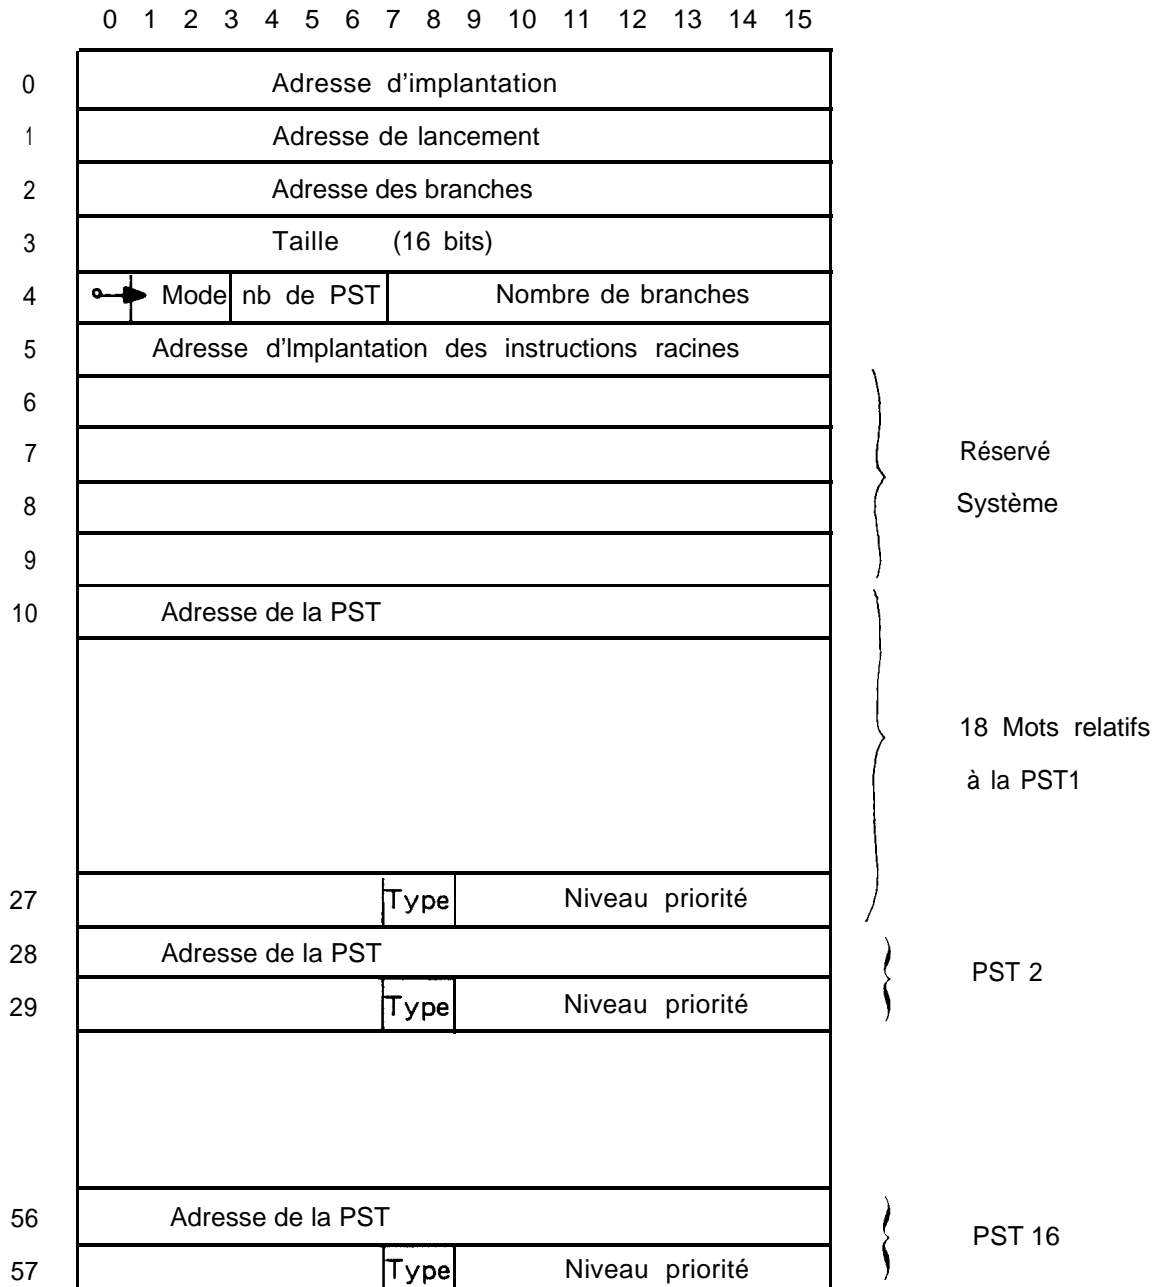 0 1 2 3 4 5 6 7 8 9 10 11 12 13 14 15
0 Adresse d'implantation
1 Adresse de lancement
2 Adresse des branches
3 Taille (16 bits)
4 Mode nb de PST Nombre de branches
5 Adresse d'Implantation des instructions racines
6
7 Réservé
8 Système
9
10 Adresse de la PST
18 Mots relatifs
à la PST1
27 Type Niveau priorité
28 Adresse de la PST
PST 2
29 Type Niveau priorité
56 Adresse de la PST
PST 16
57 Type Niveau priorité